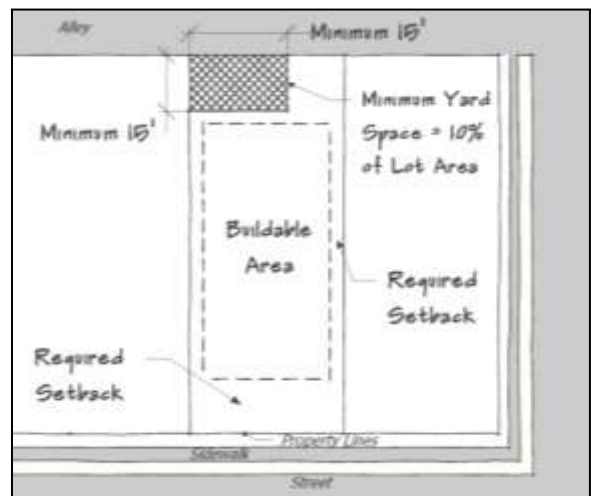 Alley
Minimum 15'
Minimum 15'
Minimum Yard
Space = 10%
of Lot Area
Buildable
Area
Required
Setback
Required
Setback
Property Lines
Sidewalk
Street